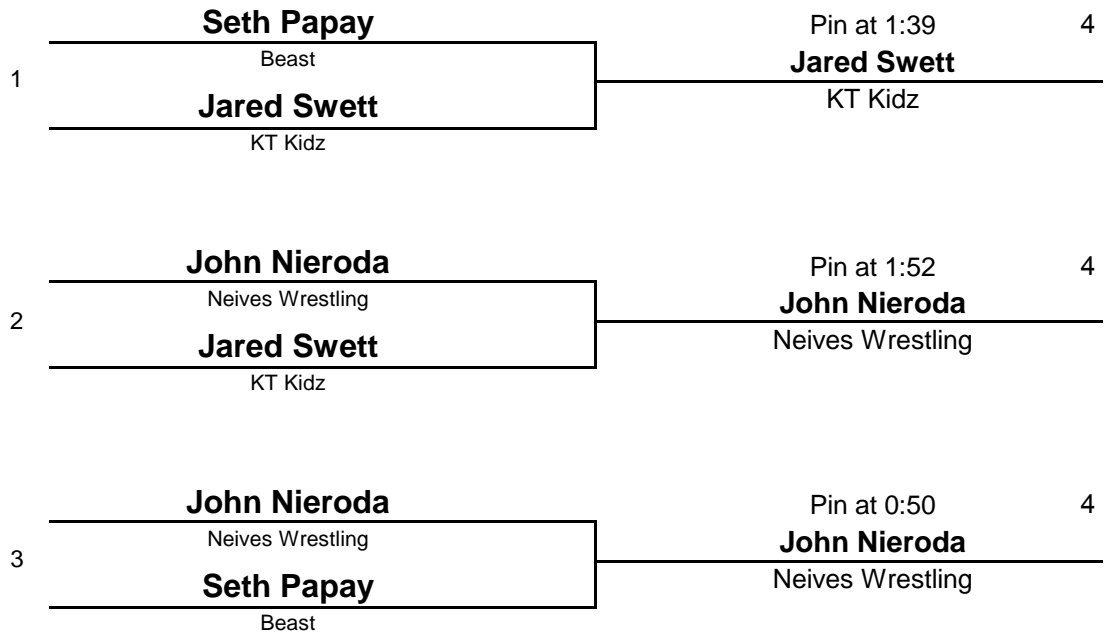 Seth Papay
Pin at 1:39 4
Beast
Jared Swett
1
Jared Swett
KT Kidz
KT Kidz
John Nieroda
Pin at 1:52 4
Neives Wrestling
John Nieroda
2
Jared Swett
Neives Wrestling
KT Kidz
John Nieroda
Pin at 0:50 4
Neives Wrestling
John Nieroda
3
Seth Papay
Neives Wrestling
Beast